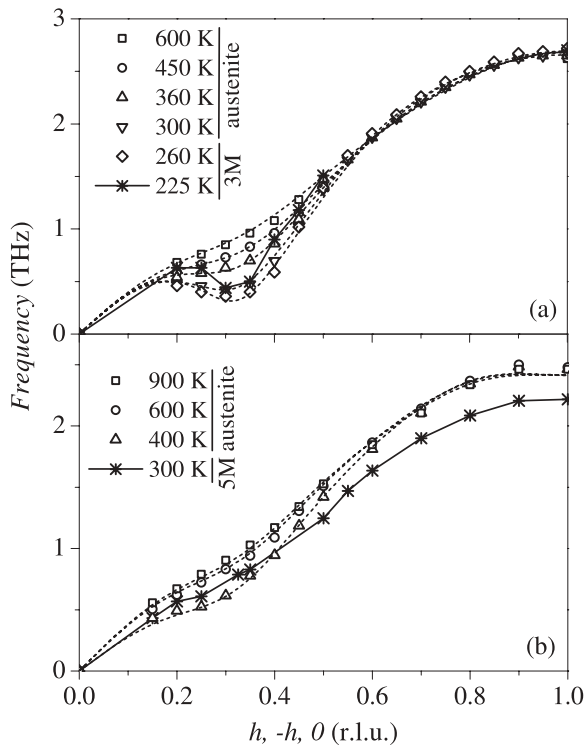 3
2
1
0
600 K
450 K
360 K
300 K
260 K
225 K
austenite
3M
(a)
Frequency (THz)
2
1
0
900 K
600 K
400 K
300 K
austenite
5M
(b)
0.0 0.2 0.4 0.6 0.8 1.0
h, -h, 0 (r.l.u.)